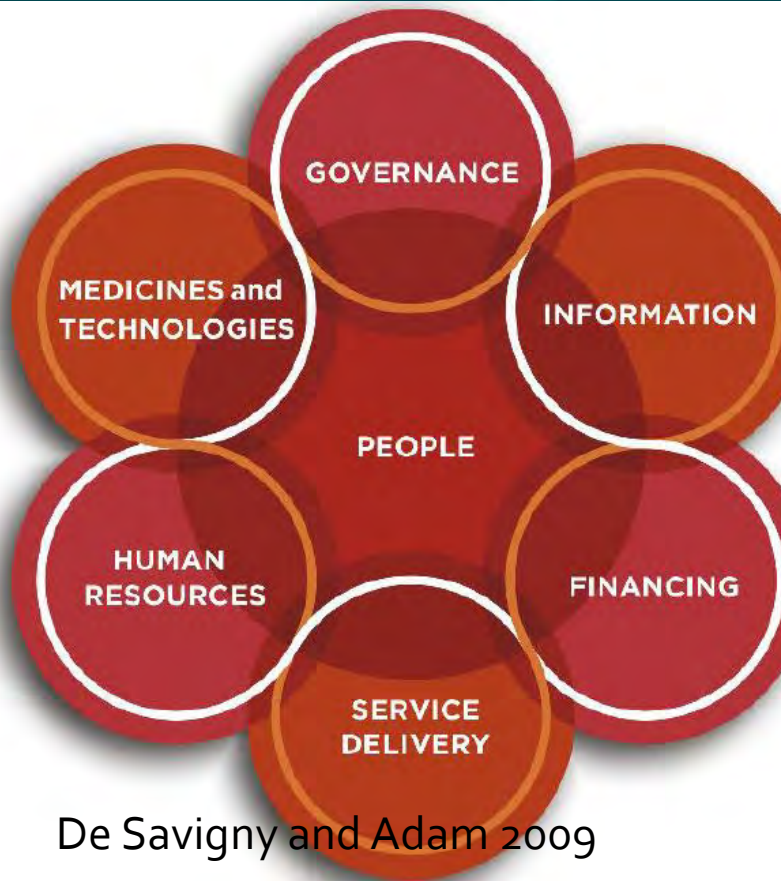 GOVERNANCE
MEDICINES and
TECHNOLOGIES
INFORMATION
PEOPLE
HUMAN
RESOURCES
FINANCING
SERVICE
DELIVERY
De Savigny and Adam 2009